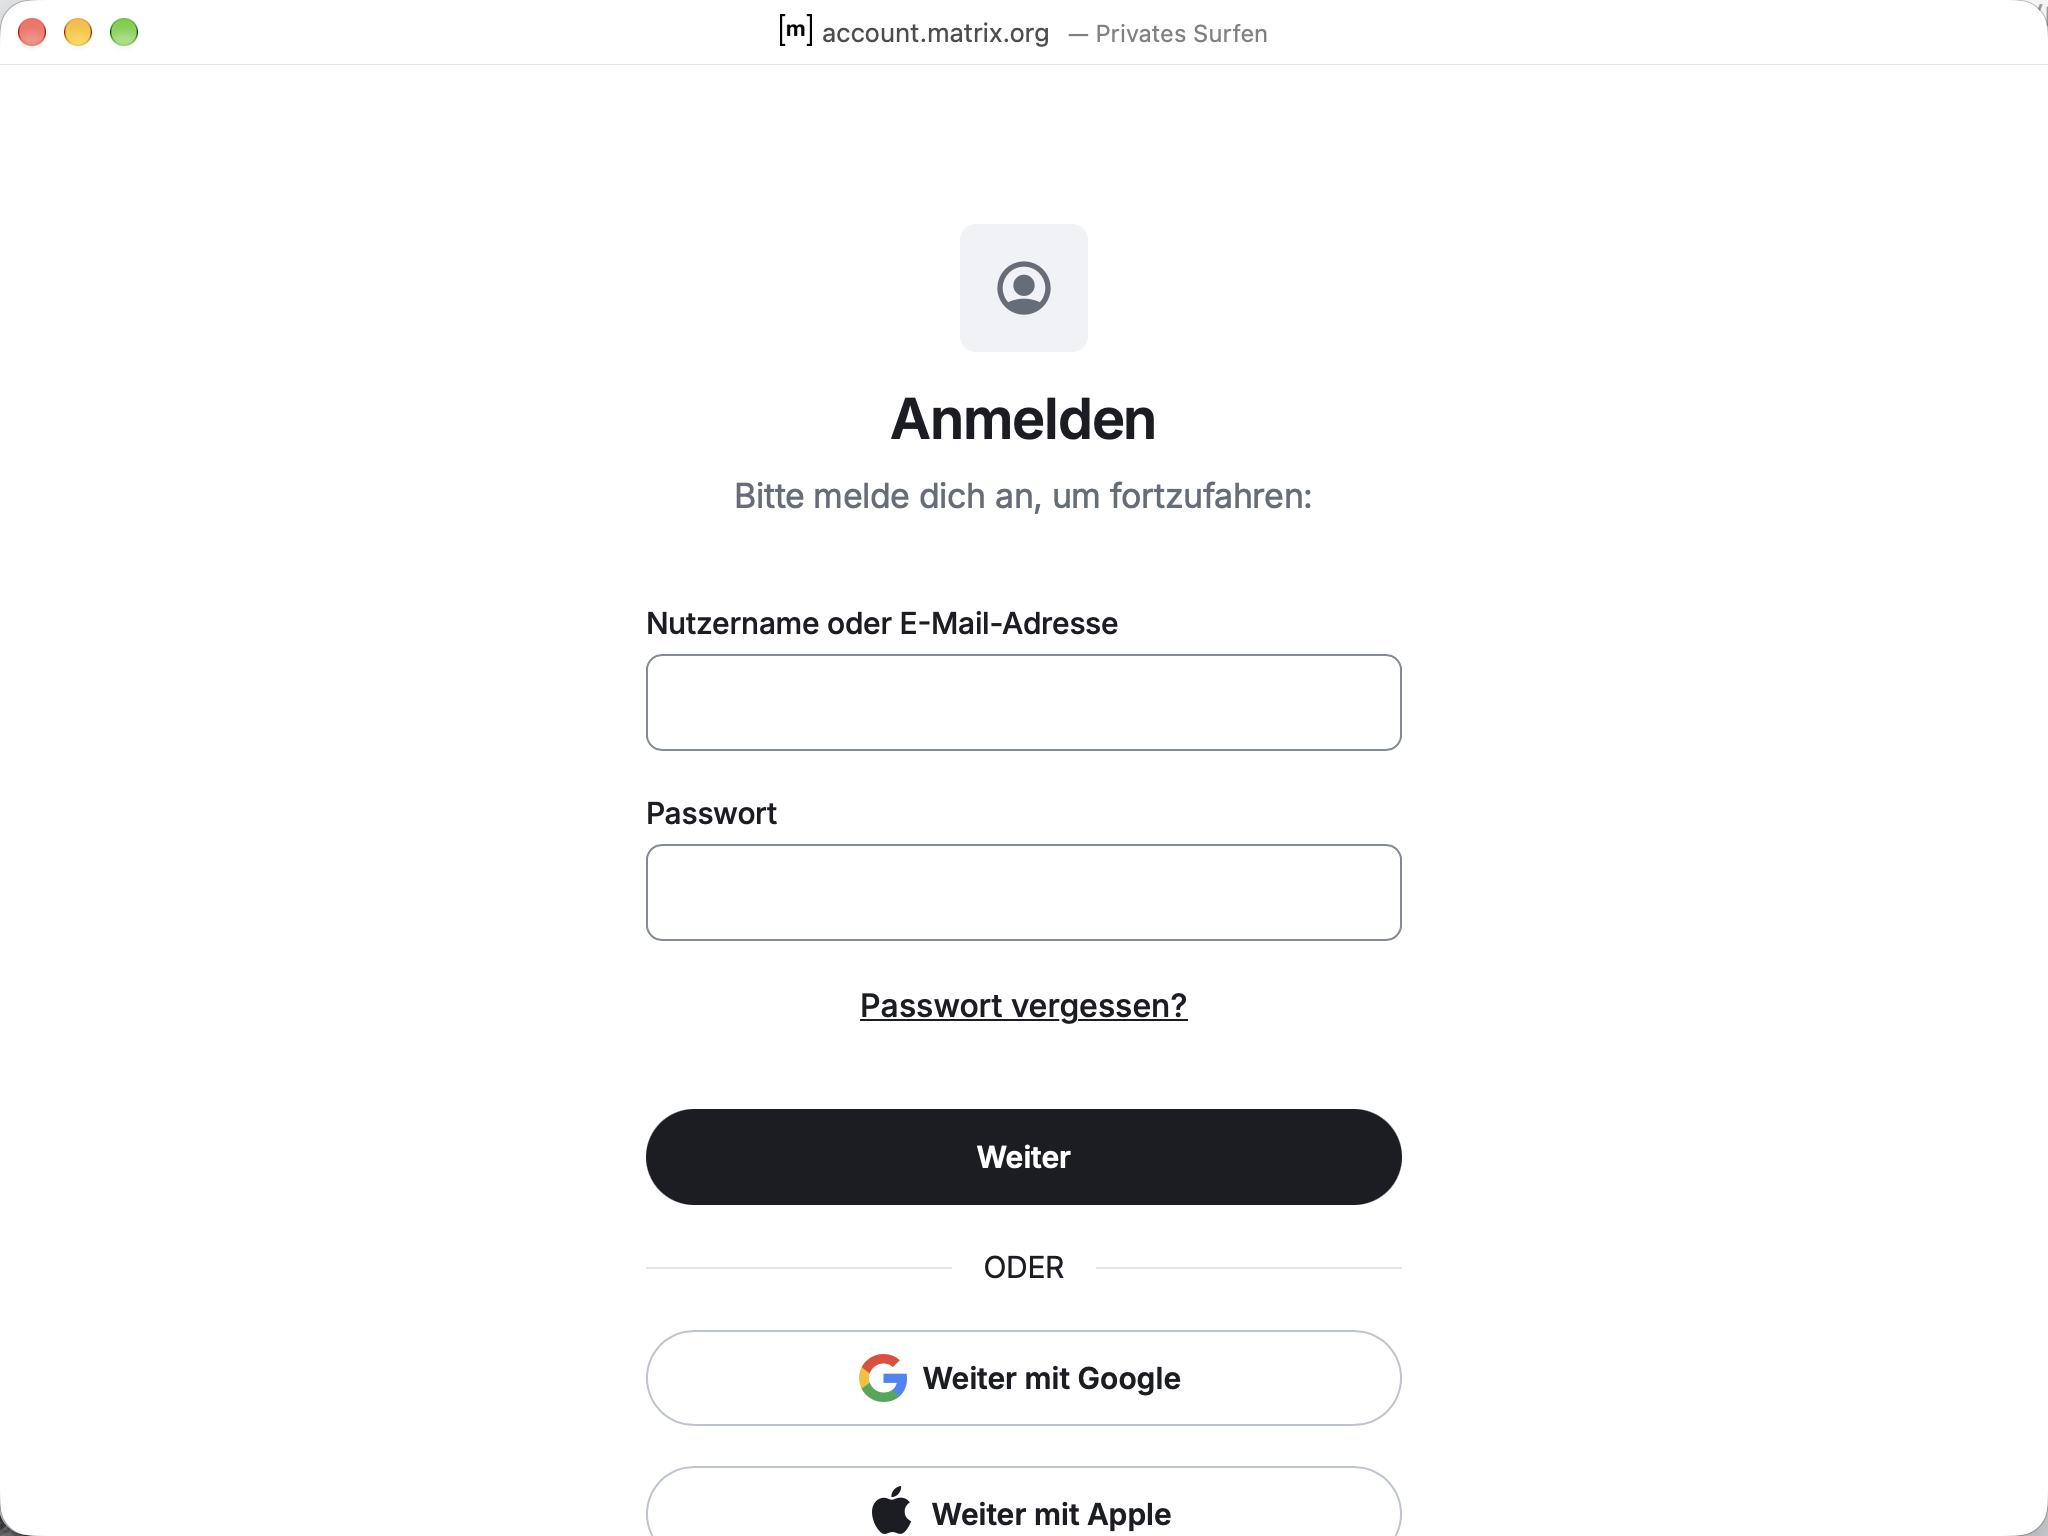 [m] account.matrix.org — Privates Surfen
Anmelden
Bitte melde dich an, um fortzufahren:
Nutzername oder E-Mail-Adresse
Passwort
Passwort vergessen?
Weiter
ODER
Weiter mit Google
Weiter mit Apple